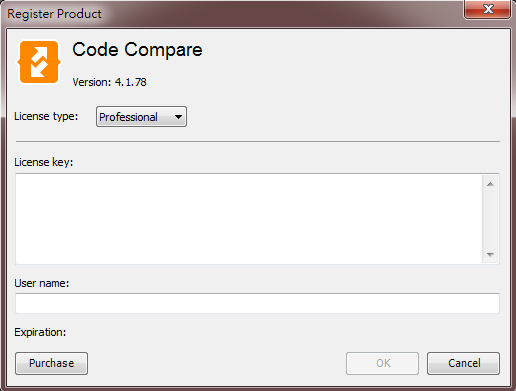 Register Product
Code Compare
Version: 4.1.78
License type: Professional
License key:
User name:
Expiration:
Purchase OK Cancel